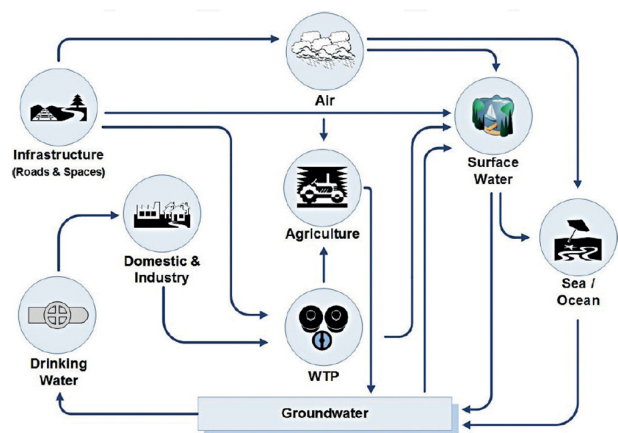 Air
Infrastructure
(Roads & Spaces)
Surface
Water
Agriculture
Domestic &
Industry
Sea /
Ocean
Drinking
Water
WTP
Groundwater